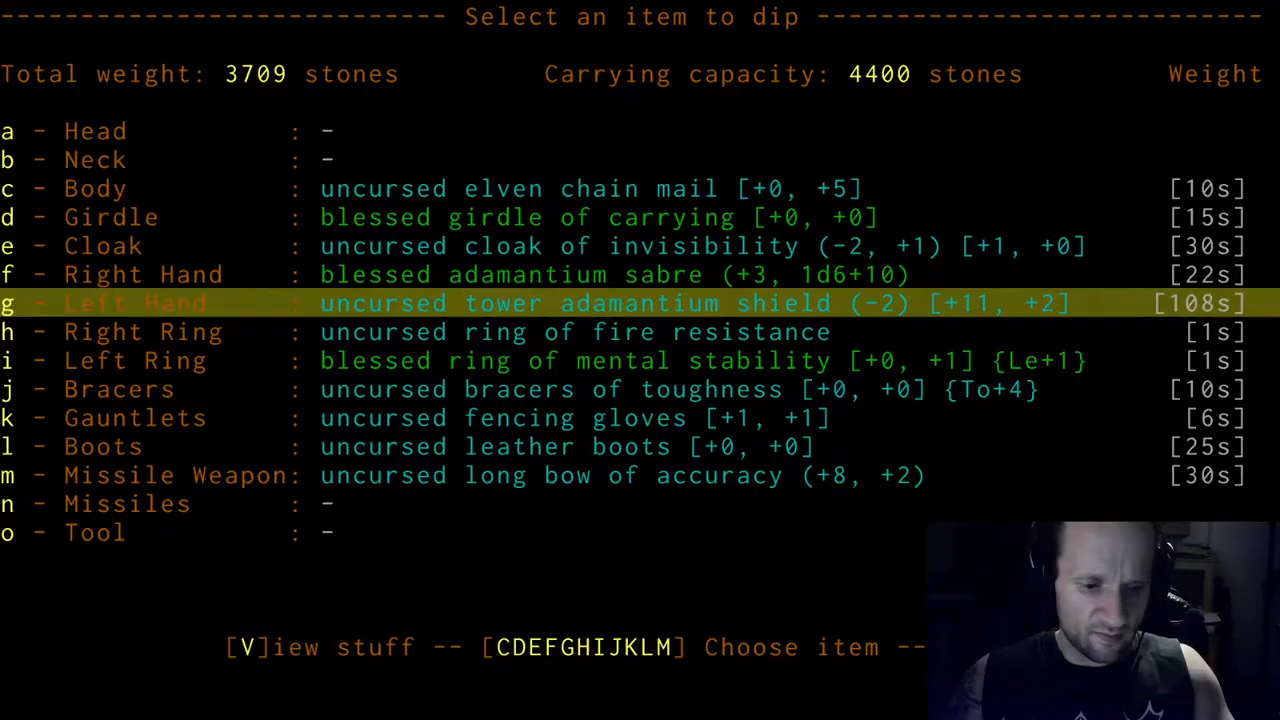 ---------------------------- Select an item to dip ----------------------------
Total weight: 3709 stones Carrying capacity: 4400 stones Weight
a - Head : -
b - Neck : -
c - Body : uncursed elven chain mail [+0, +5] [10s]
d - Girdle : blessed girdle of carrying [+0, +0] [15s]
e - Cloak : uncursed cloak of invisibility (-2, +1) [+1, +0] [30s]
f - Right Hand : blessed adamantium sabre (+3, 1d6+10) [22s]
g - Left Hand : uncursed tower adamantium shield (-2) [+11, +2] [108s]
h - Right Ring : uncursed ring of fire resistance [1s]
i - Left Ring : blessed ring of mental stability [+0, +1] {Le+1} [1s]
j - Bracers : uncursed bracers of toughness [+0, +0] {To+4} [10s]
k - Gauntlets : uncursed fencing gloves [+1, +1] [6s]
l - Boots : uncursed leather boots [+0, +0] [25s]
m - Missile Weapon: uncursed long bow of accuracy (+8, +2) [30s]
n - Missiles : -
o - Tool : -
[V]iew stuff -- [CDEFGHIJKLM] Choose item --